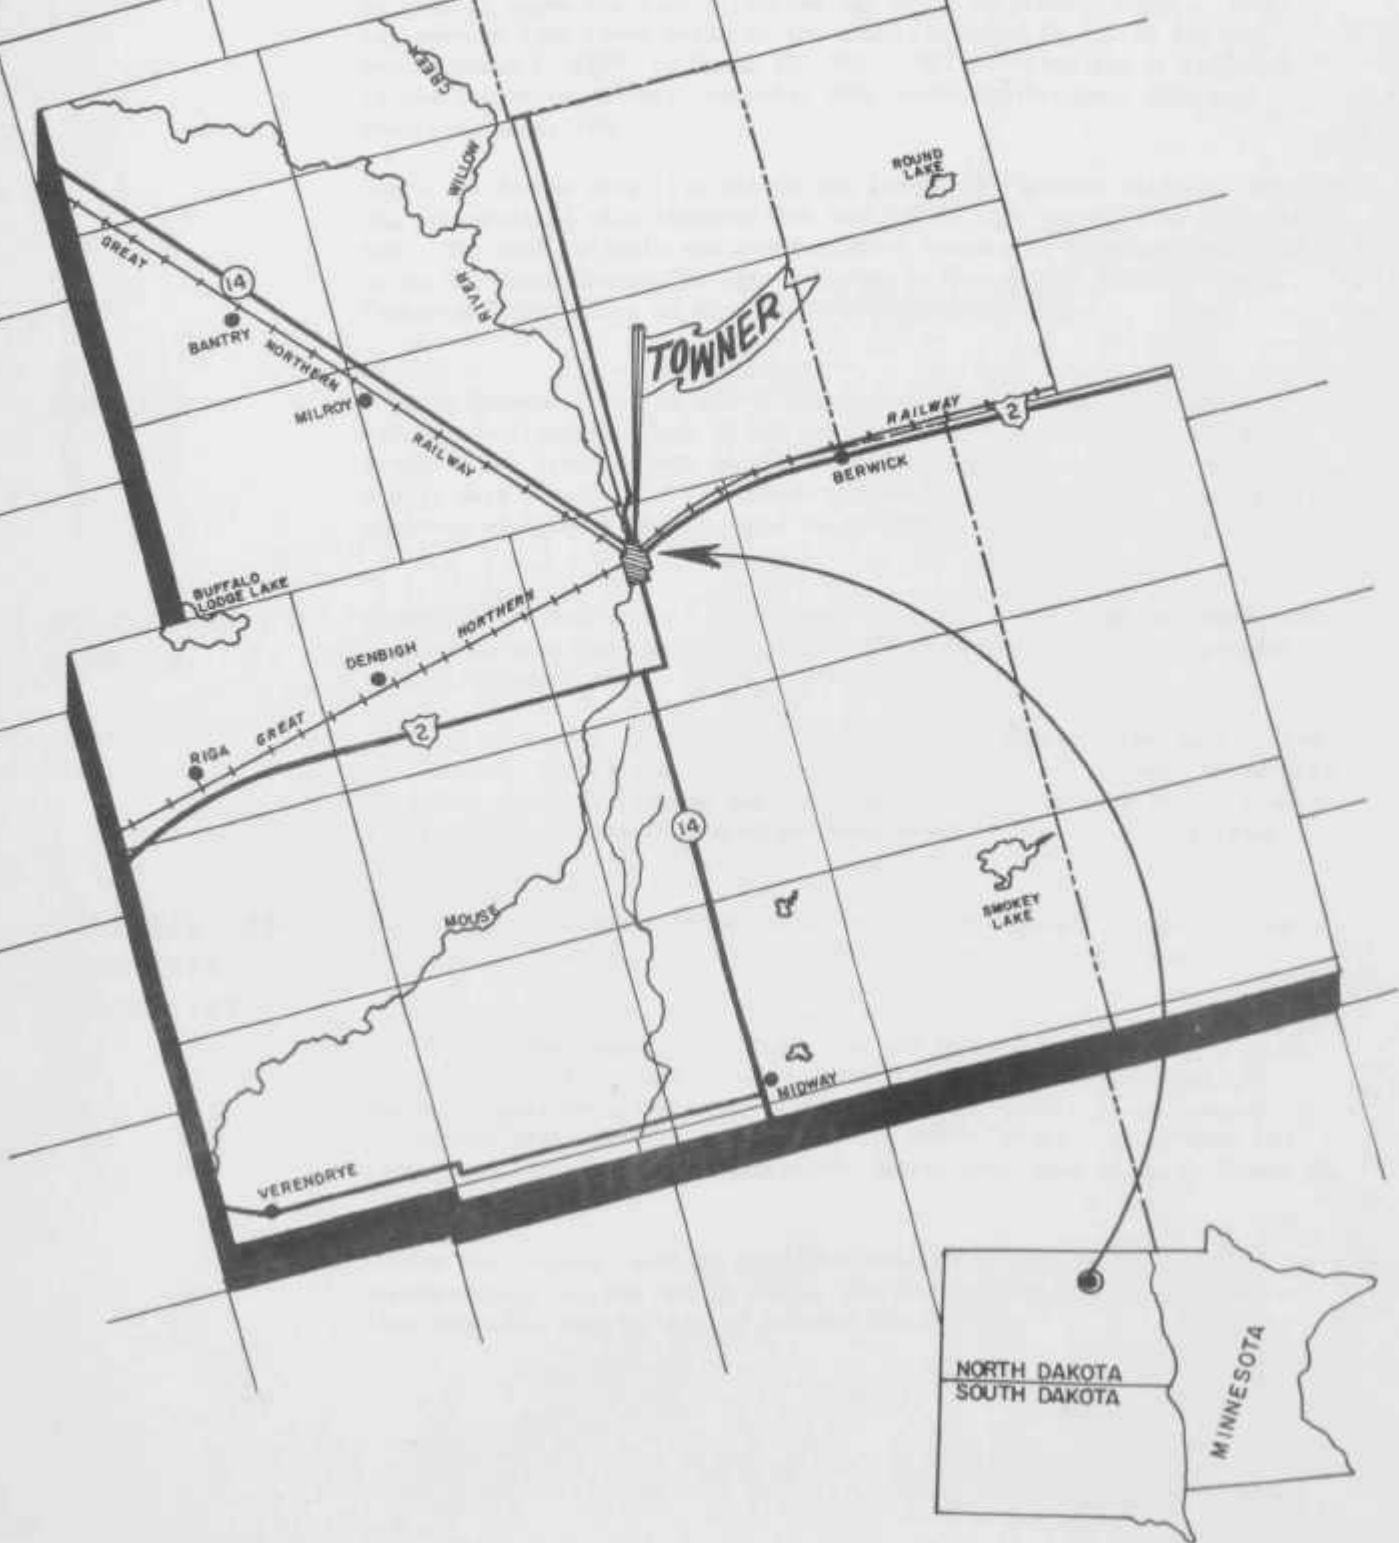 CREEK
WILLOW
ROUND
LAKE
GREAT
14
RIVER
BANTRY
NORTHERN
TOWNER
MILROY
RAILWAY
RAILWAY
2
BERWICK
BUFFALO
LODGE LAKE
NORTHERN
DENBIGH
GREAT
2
RIGA
14
MOUSE
SMOKEY
LAKE
MIDWAY
VERENDRYE
NORTH DAKOTA
SOUTH DAKOTA
MINNESOTA